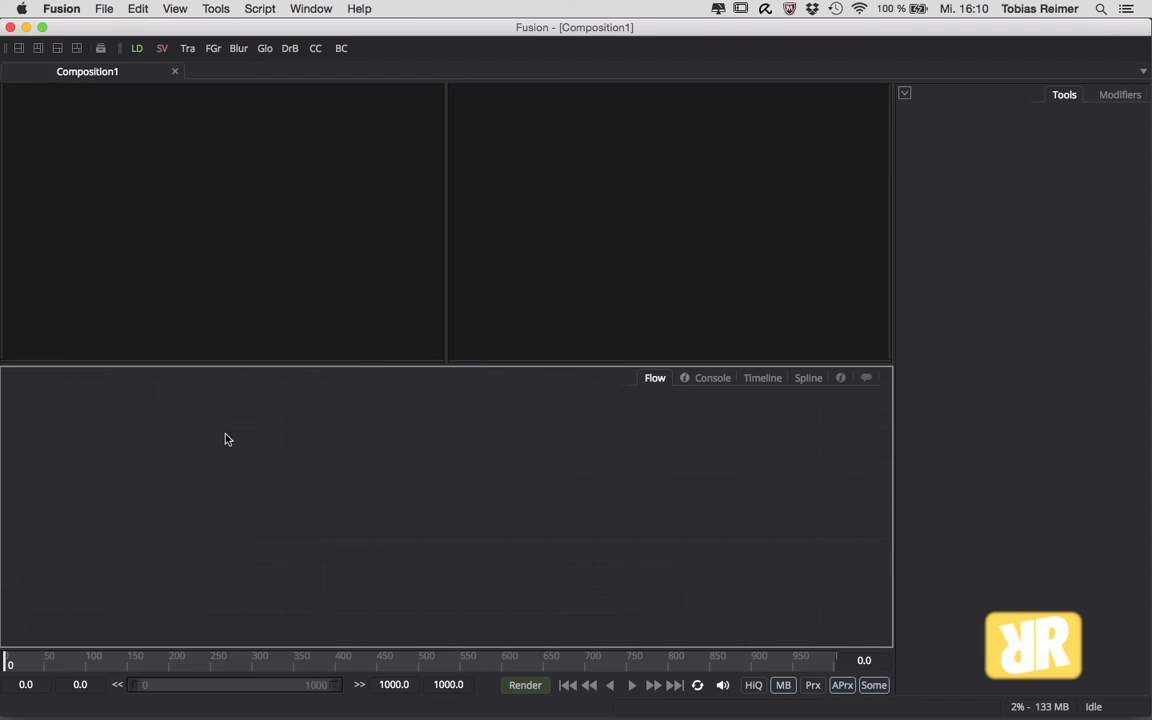 Fusion File Edit View Tools Script Window Help 100 % Mi. 16:10 Tobias Reimer
Fusion - [Composition1]
LD SV Tra FGr Blur Glo DrB CC BC
Composition1
Tools Modifiers
Flow Console Timeline Spline
0 50 100 150 200 250 300 350 400 450 500 550 600 650 700 750 800 850 900 950 0.0
0.0 0.0 << 0 1000 >> 1000.0 1000.0 Render HiQ MB Prx APrx Some
2% - 133 MB Idle